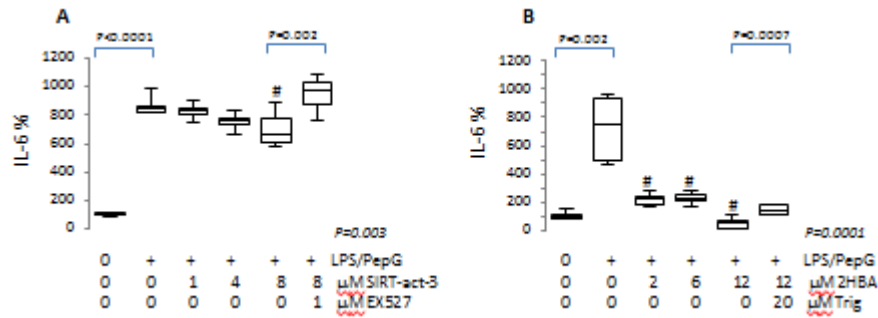 A
P<0.0001
P=0.002
1200
1000
800
600
400
200
0
IL-6 %
#
P=0.003
0 + + + + + LPS/PepG
0 0 1 4 8 8 µM SIRT-act-3
0 0 0 0 0 1 µM EX527
B
P=0.002
P=0.0007
1200
1000
800
600
400
200
0
IL-6 %
# # #
P=0.0001
0 + + + + + LPS/PepG
0 0 2 6 12 12 µM 2HBA
0 0 0 0 0 20 µM Trig